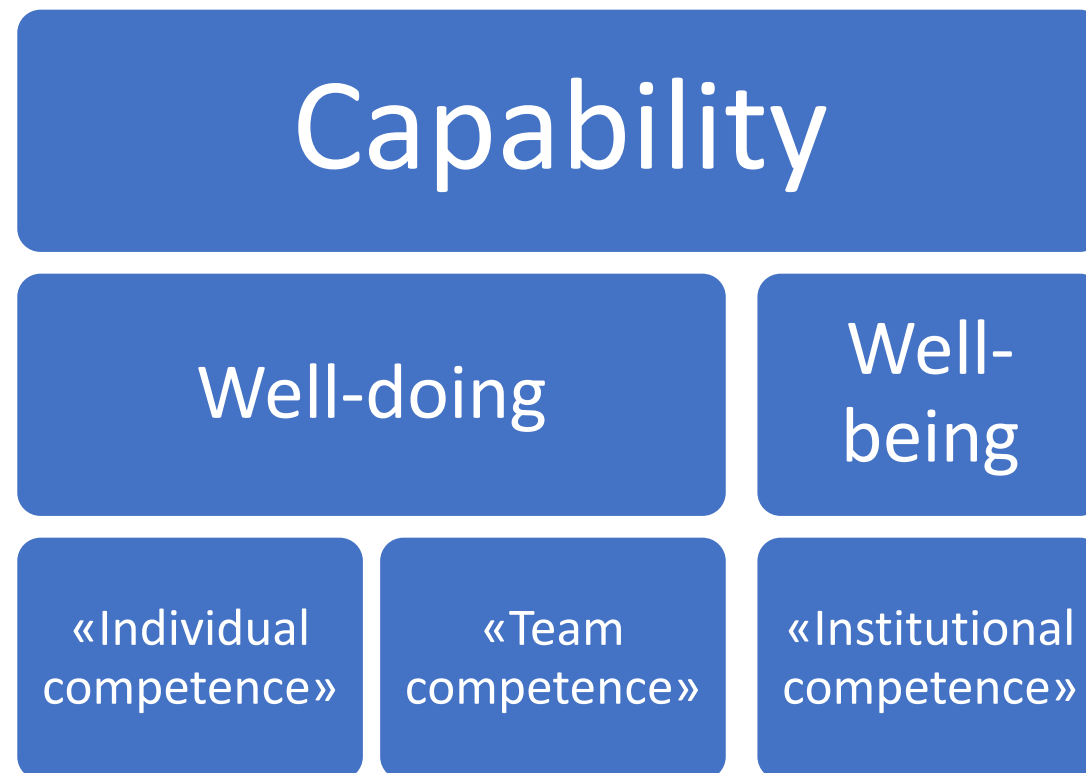 Capability
Well-doing
Well-
being
«Individual
competence»
«Team
competence»
«Institutional
competence»